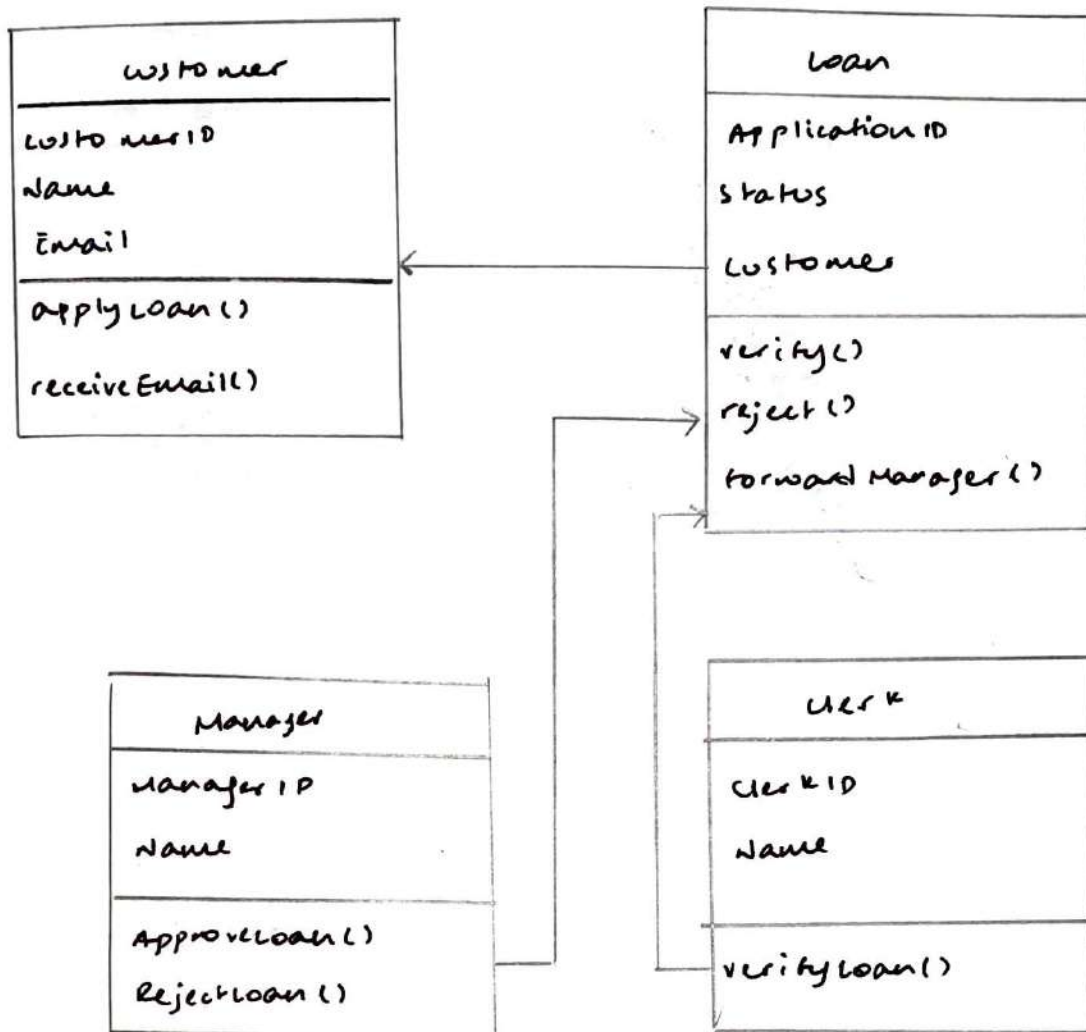 Customer
CustomerID
Name
Email
applyLoan()
receiveEmail()
Loan
ApplicationID
Status
Customer
verify()
reject()
forwardManager()
Manager
ManagerID
Name
ApproveLoan()
RejectLoan()
Clerk
ClerkID
Name
verifyLoan()